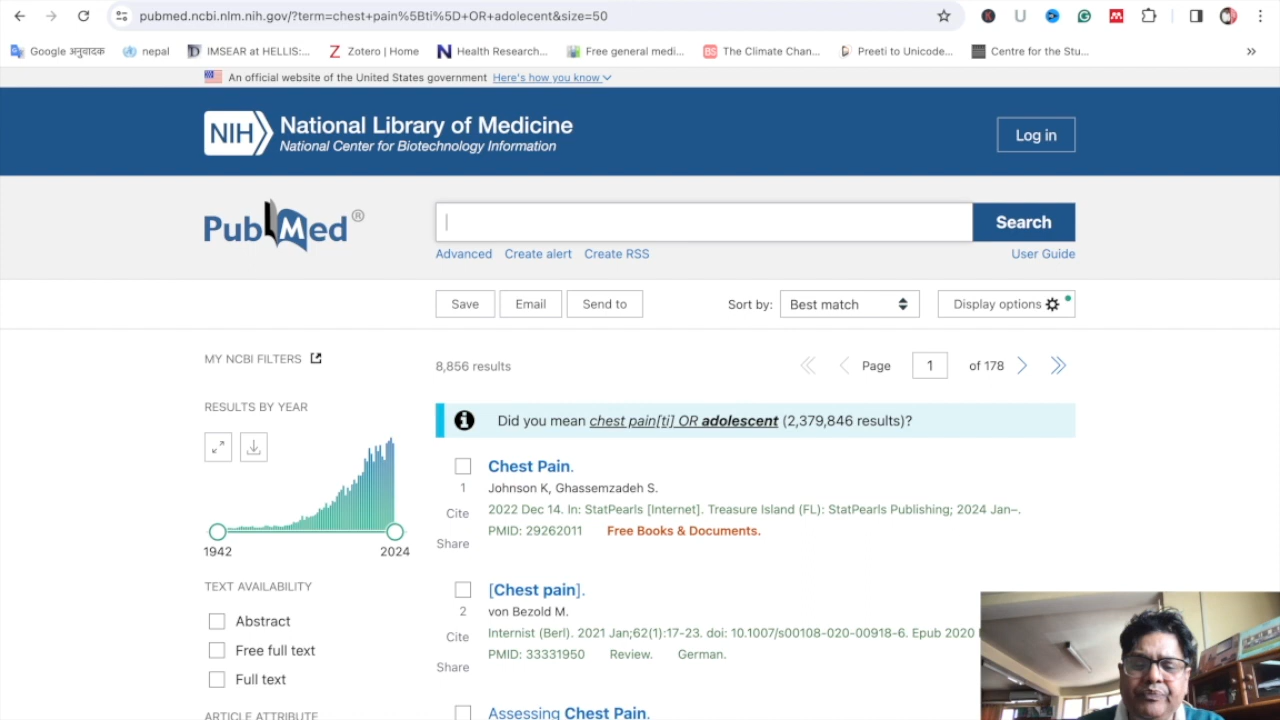 pubmed.ncbi.nlm.nih.gov/?term=chest+pain%5Bti%5D+OR+adolecent&size=50
Google अनुवादक nepal IMSEAR at HELLIS:... Zotero | Home Health Research... Free general medi... The Climate Chan... Preeti to Unicode... Centre for the Stu...
An official website of the United States government Here's how you know
NIH National Library of Medicine
National Center for Biotechnology Information
Log in
PubMed®
Search
Advanced Create alert Create RSS User Guide
Save Email Send to Sort by: Best match Display options
MY NCBI FILTERS
8,856 results
Page 1 of 178
RESULTS BY YEAR
Did you mean chest pain[ti] OR adolescent (2,379,846 results)?
1942 2024
Chest Pain.
1 Johnson K, Ghassemzadeh S.
Cite 2022 Dec 14. In: StatPearls [Internet]. Treasure Island (FL): StatPearls Publishing; 2024 Jan–.
PMID: 29262011 Free Books & Documents.
Share
TEXT AVAILABILITY
Abstract
Free full text
Full text
ARTICLE ATTRIBUTE
[Chest pain].
2 von Bezold M.
Cite Internist (Berl). 2021 Jan;62(1):17-23. doi: 10.1007/s00108-020-00918-6. Epub 2020
PMID: 33331950 Review. German.
Share
Assessing Chest Pain.